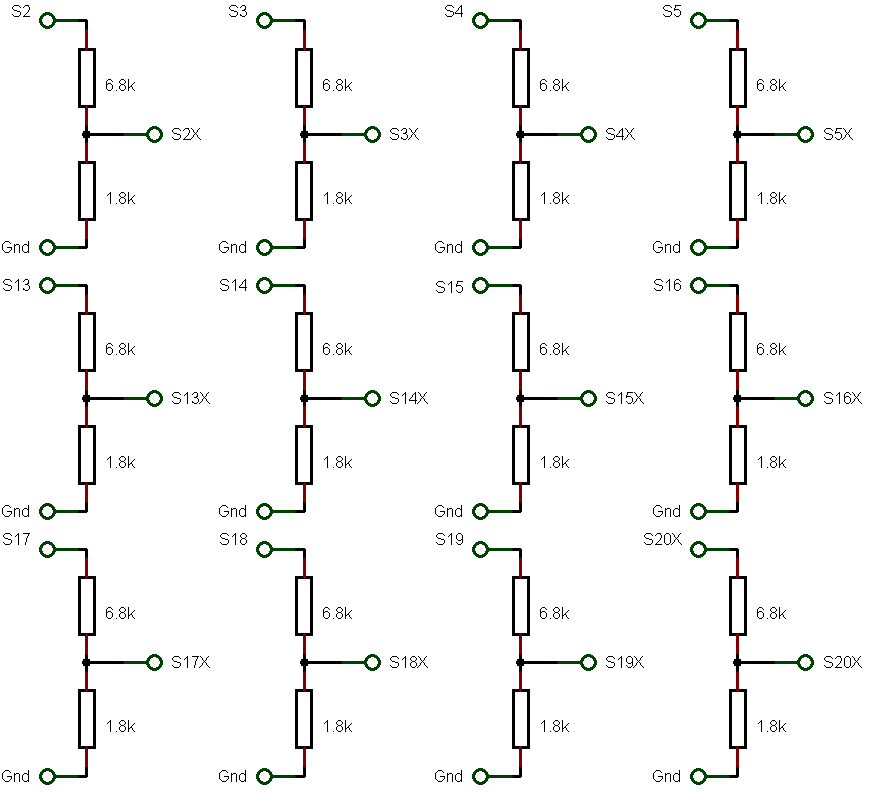 S2 S3 S4 S5
6.8k 6.8k 6.8k 6.8k
S2X S3X S4X S5X
1.8k 1.8k 1.8k 1.8k
Gnd Gnd Gnd Gnd
S13 S14 S15 S16
6.8k 6.8k 6.8k 6.8k
S13X S14X S15X S16X
1.8k 1.8k 1.8k 1.8k
Gnd Gnd Gnd Gnd
S17 S18 S19 S20X
6.8k 6.8k 6.8k 6.8k
S17X S18X S19X S20X
1.8k 1.8k 1.8k 1.8k
Gnd Gnd Gnd Gnd